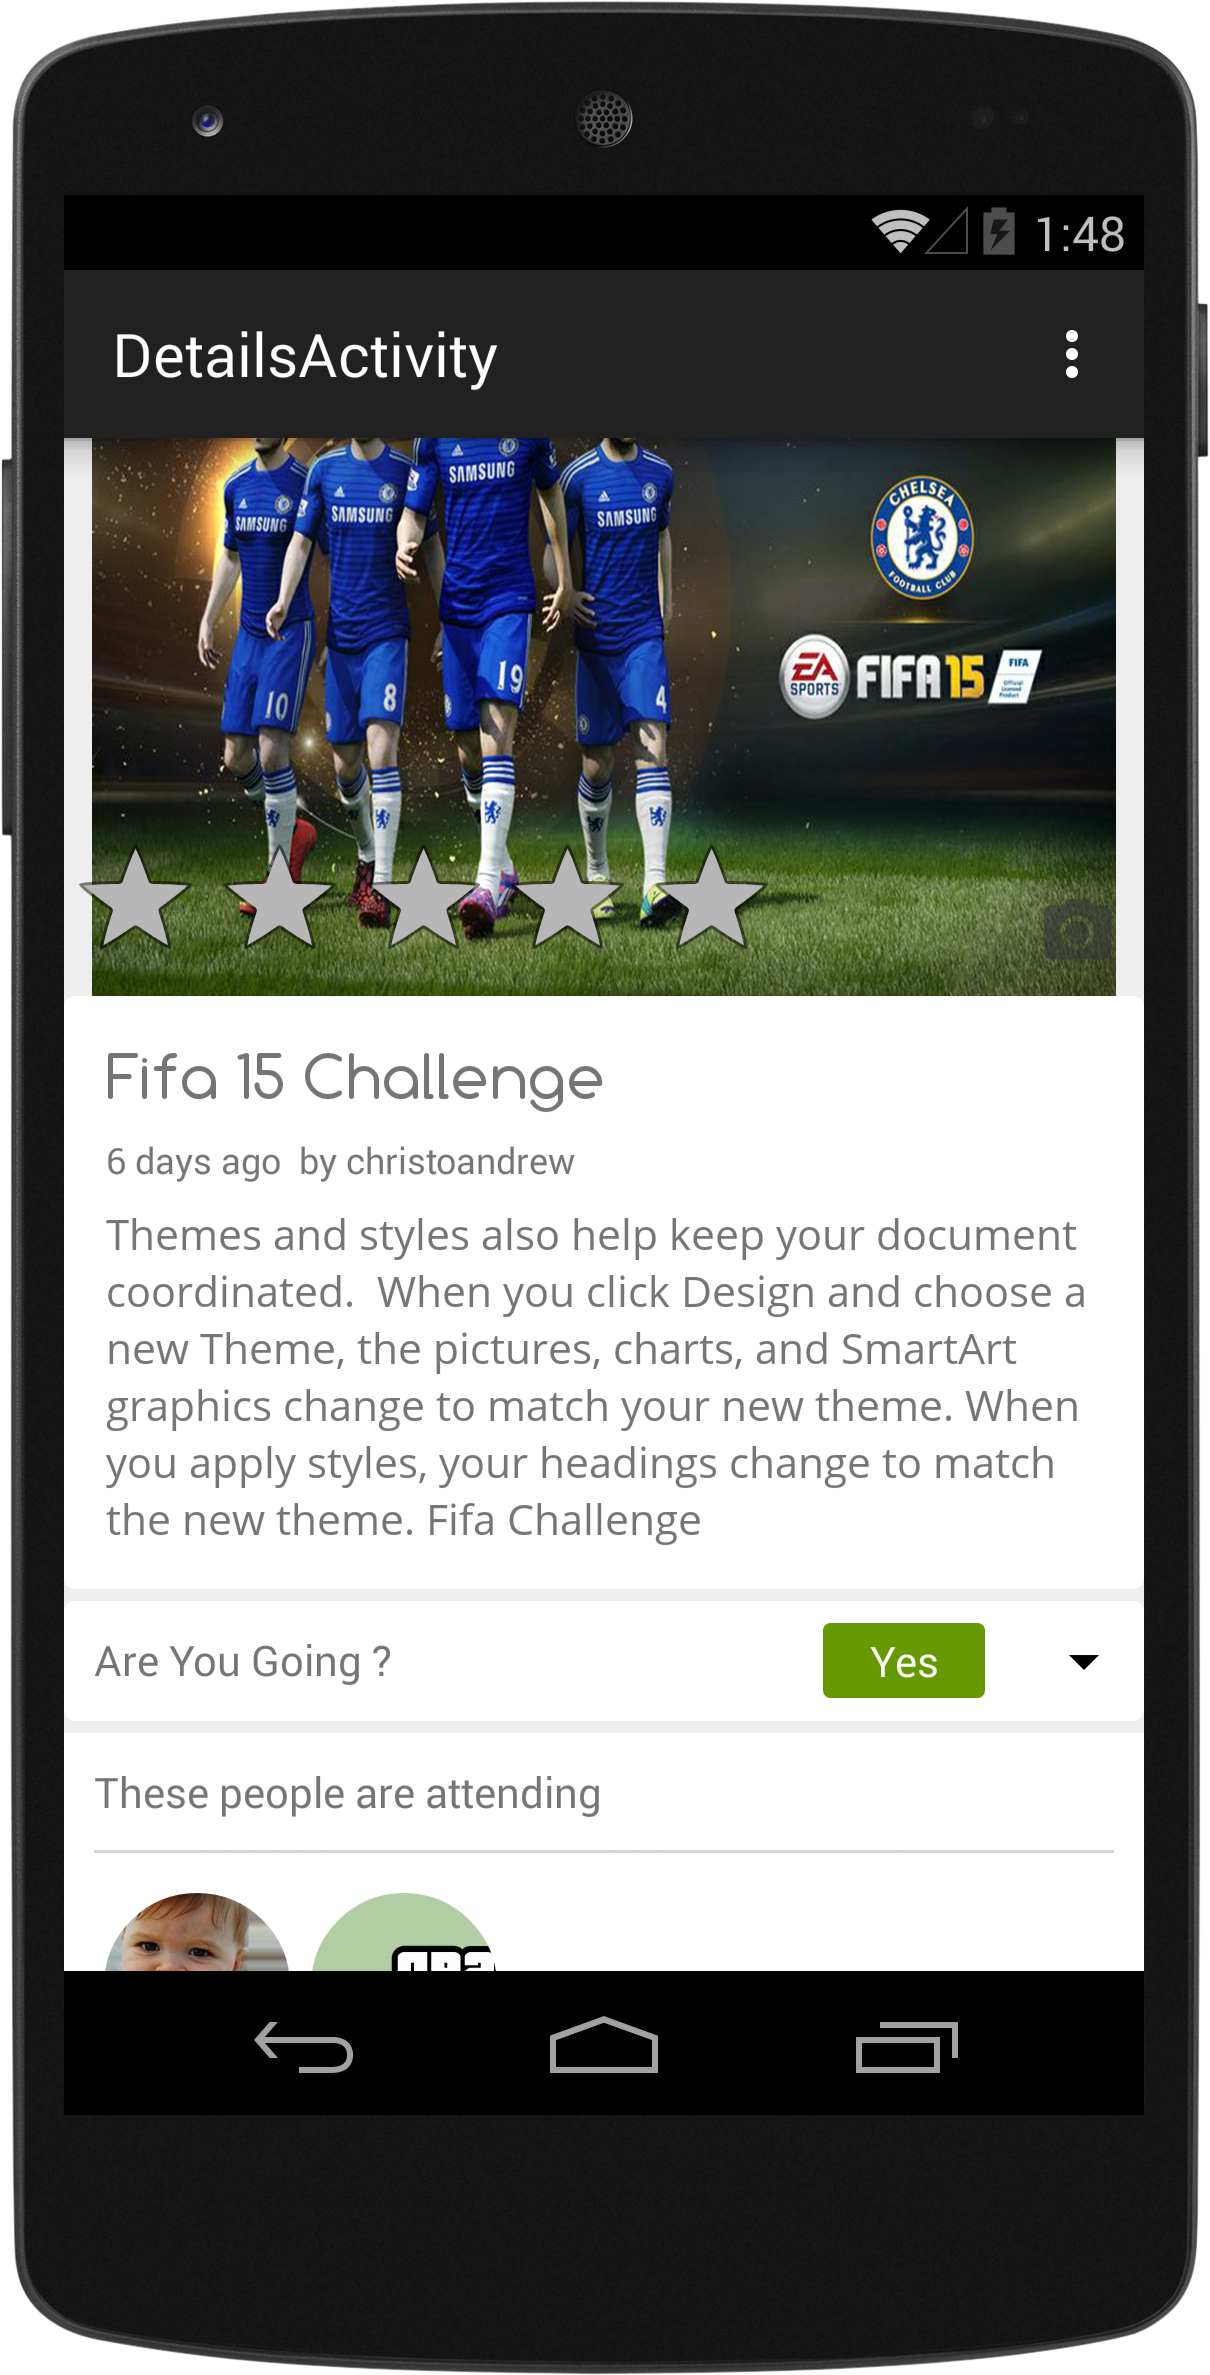 1:48
DetailsActivity
SAMSUNG
SAMSUNG
SAMSUNG
SAMSUNG
CHELSEA
FOOTBALL CLUB
10
8
19
4
EA
SPORTS
FIFA 15
FIFA
Official
Licensed
Product
Fifa 15 Challenge
6 days ago by christoandrew
Themes and styles also help keep your document
coordinated. When you click Design and choose a
new Theme, the pictures, charts, and SmartArt
graphics change to match your new theme. When
you apply styles, your headings change to match
the new theme. Fifa Challenge
Are You Going ?
Yes
These people are attending